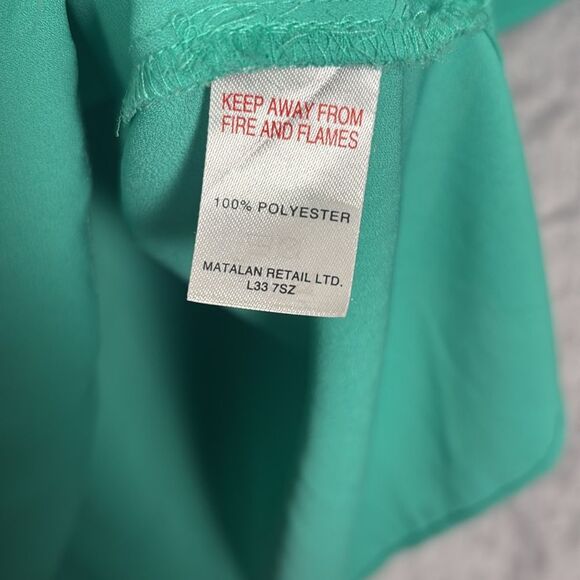 KEEP AWAY FROM
FIRE AND FLAMES
100% POLYESTER
MATALAN RETAIL LTD.
L33 7SZ